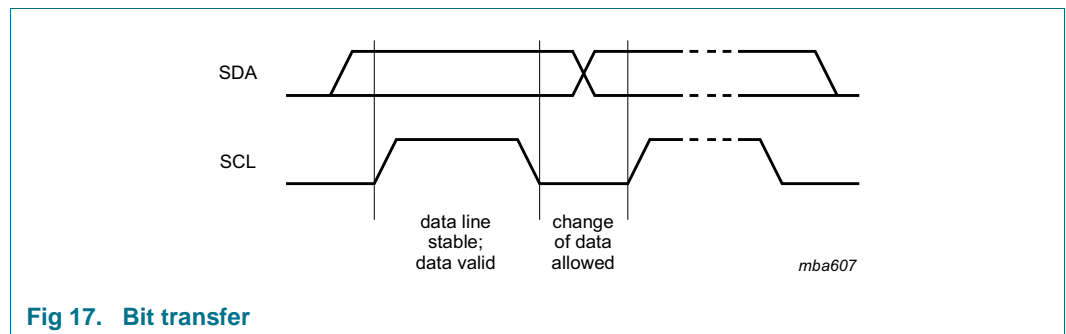 SDA
SCL
data line
stable;
data valid
change
of data
allowed
mba607
Fig 17. Bit transfer